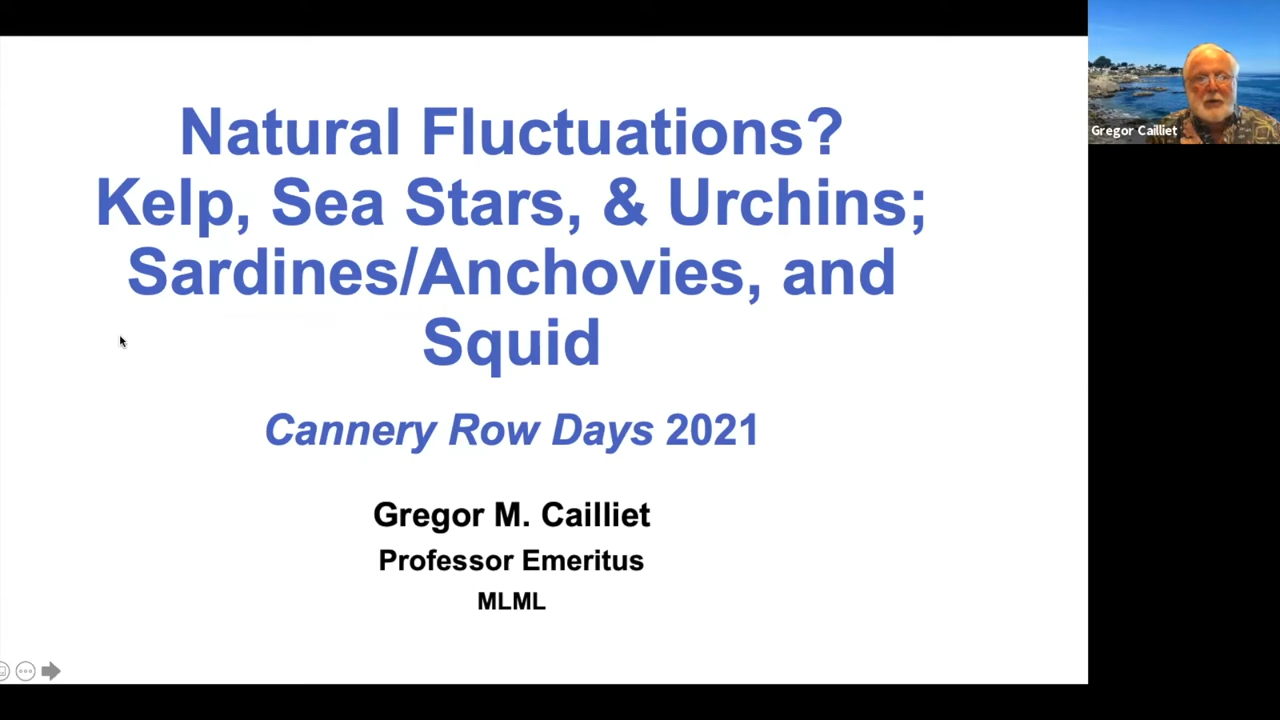 Natural Fluctuations?
Kelp, Sea Stars, & Urchins;
Sardines/Anchovies, and
Squid
Cannery Row Days 2021
Gregor M. Cailliet
Professor Emeritus
MLML
Gregor Cailliet